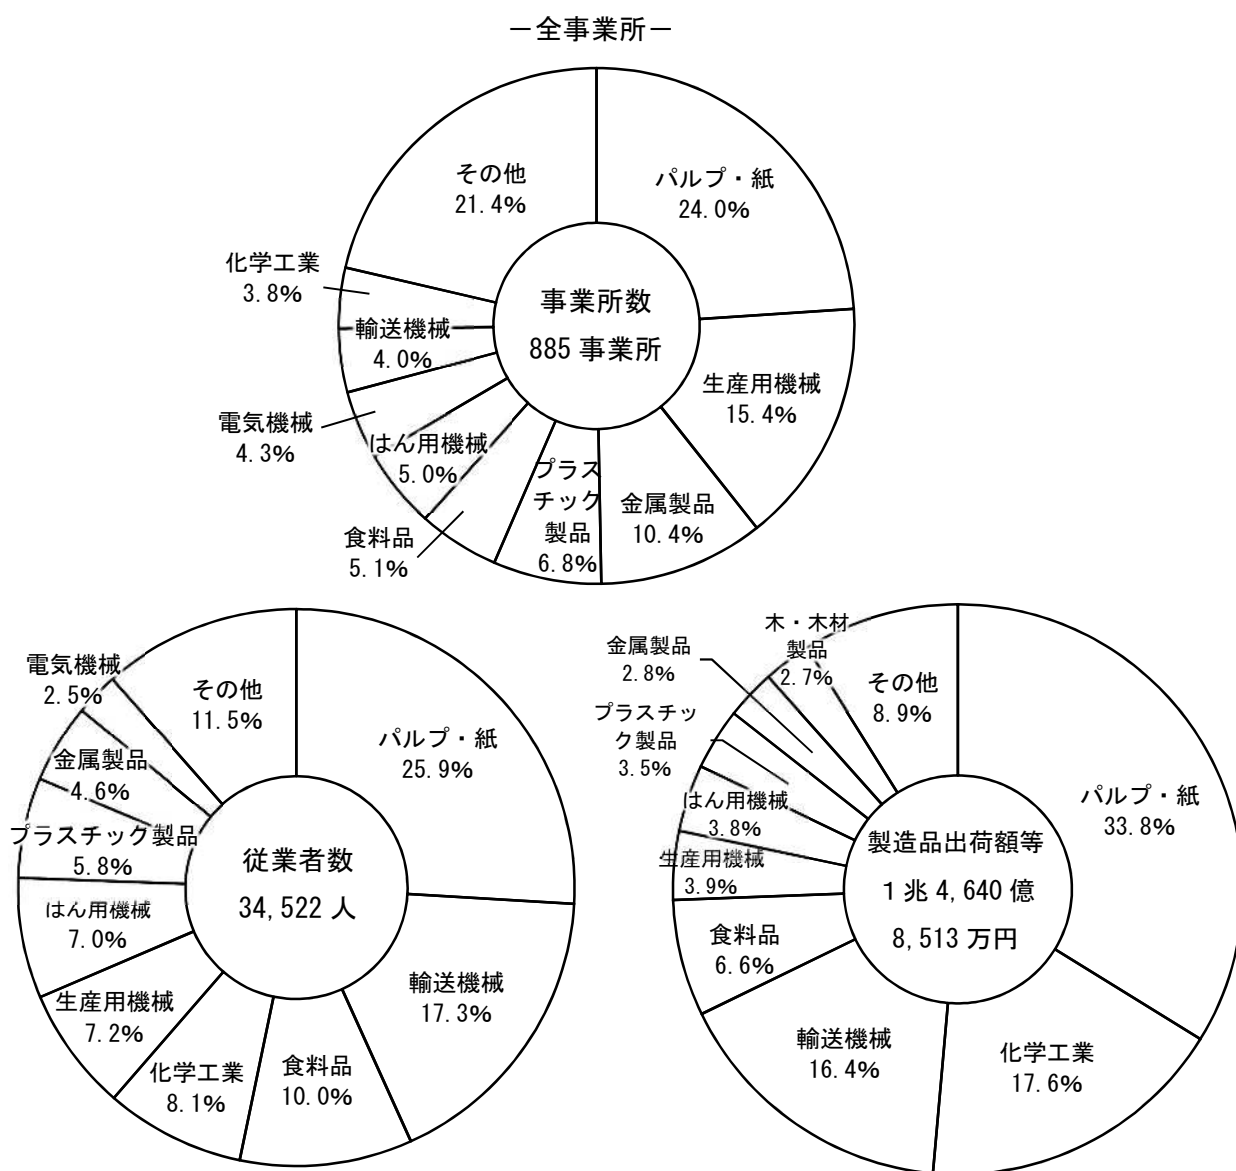 －全事業所－
その他
21.4%
パルプ・紙
24.0%
化学工業
3.8%
輸送機械
4.0%
事業所数
885 事業所
生産用機械
15.4%
電気機械
4.3%
はん用機械
5.0%
プラス
チック
製品
6.8%
金属製品
10.4%
食料品
5.1%
電気機械
2.5%
その他
11.5%
パルプ・紙
25.9%
金属製品
4.6%
プラスチック製品
5.8%
従業者数
34,522 人
はん用機械
7.0%
輸送機械
17.3%
生産用機械
7.2%
化学工業
8.1%
食料品
10.0%
木・木材
製品
2.7%
金属製品
2.8%
その他
8.9%
プラスチッ
ク製品
3.5%
パルプ・紙
33.8%
はん用機械
3.8%
生産用機械
3.9%
製造品出荷額等
1 兆 4,640 億
8,513 万円
食料品
6.6%
輸送機械
16.4%
化学工業
17.6%